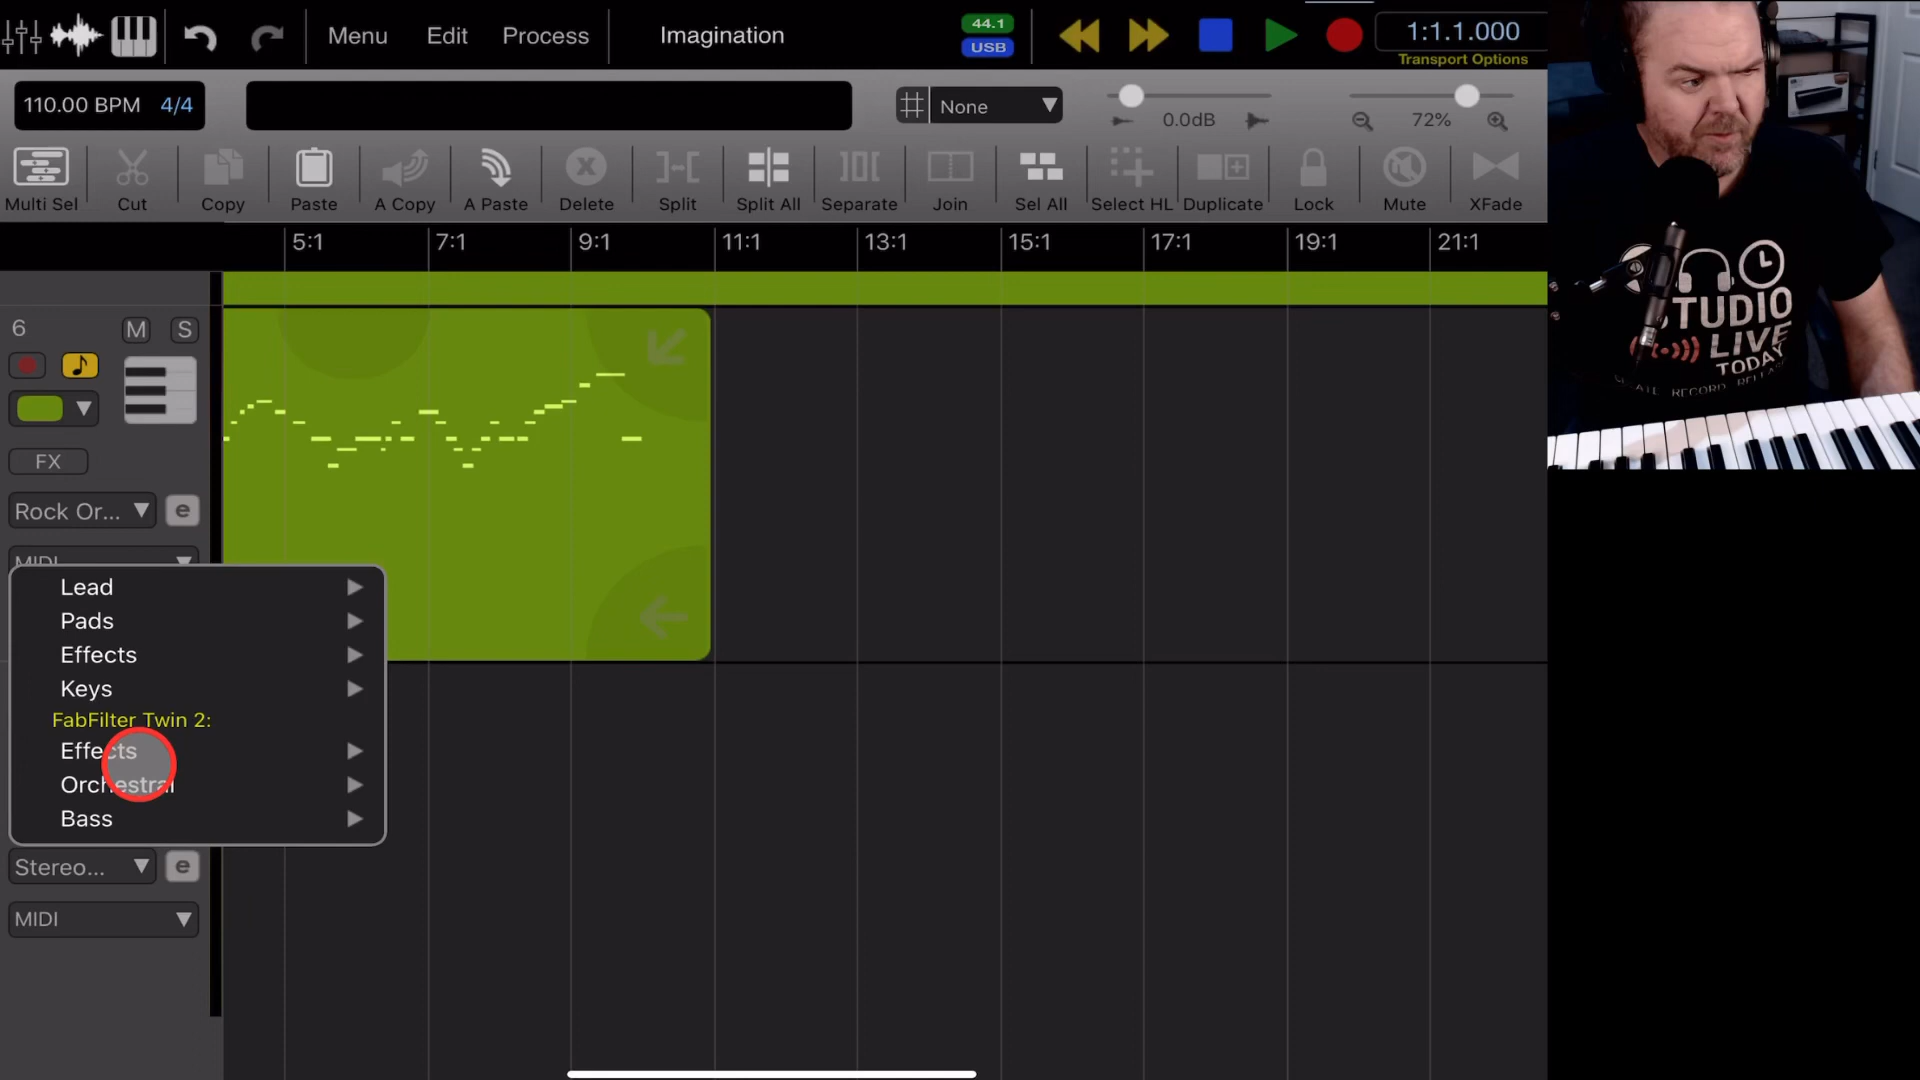 Menu Edit Process Imagination 44.1 USB 1:1.1.000
Transport Options
110.00 BPM 4/4 None 0.0dB 72%
Multi Sel Cut Copy Paste A Copy A Paste Delete Split Split All Separate Join Sel All Select HL Duplicate Lock Mute XFade
5:1 7:1 9:1 11:1 13:1 15:1 17:1 19:1 21:1
6 M S
FX
Rock Or... e
MIDI
Lead
Pads
Effects
Keys
FabFilter Twin 2:
Effects
Orchestral
Bass
Stereo... e
MIDI
STUDIO
LIVE
TODAY